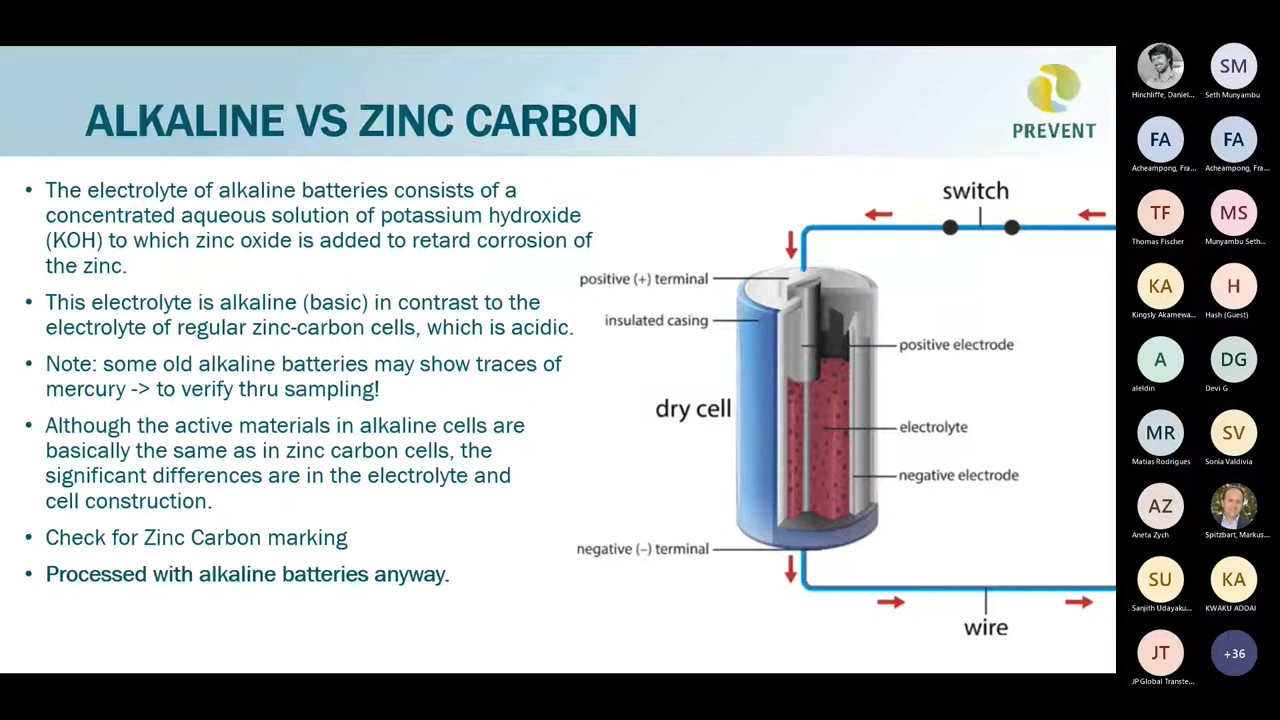 ALKALINE VS ZINC CARBON
PREVENT
• The electrolyte of alkaline batteries consists of a
concentrated aqueous solution of potassium hydroxide
(KOH) to which zinc oxide is added to retard corrosion of
the zinc.
• This electrolyte is alkaline (basic) in contrast to the
electrolyte of regular zinc-carbon cells, which is acidic.
• Note: some old alkaline batteries may show traces of
mercury -> to verify thru sampling!
• Although the active materials in alkaline cells are
basically the same as in zinc carbon cells, the
significant differences are in the electrolyte and
cell construction.
• Check for Zinc Carbon marking
• Processed with alkaline batteries anyway.
switch
positive (+) terminal
insulated casing
positive electrode
dry cell
electrolyte
negative electrode
negative (–) terminal
wire
Hinchliffe, Daniel...
SM
Seth Munyambu
FA
Acheampong, Fra...
FA
Acheampong, Fra...
TF
Thomas Fischer
MS
Munyambu Seth...
KA
Kingsly Akamewa...
H
Hash (Guest)
A
aleldin
DG
Devi G
MR
Matias Rodrigues
SV
Sonia Valdivia
AZ
Aneta Zych
Spitzbart, Markus...
SU
Sanjith Udayaku...
KA
KWAKU ADDAI
JT
JP Global Transte...
+36